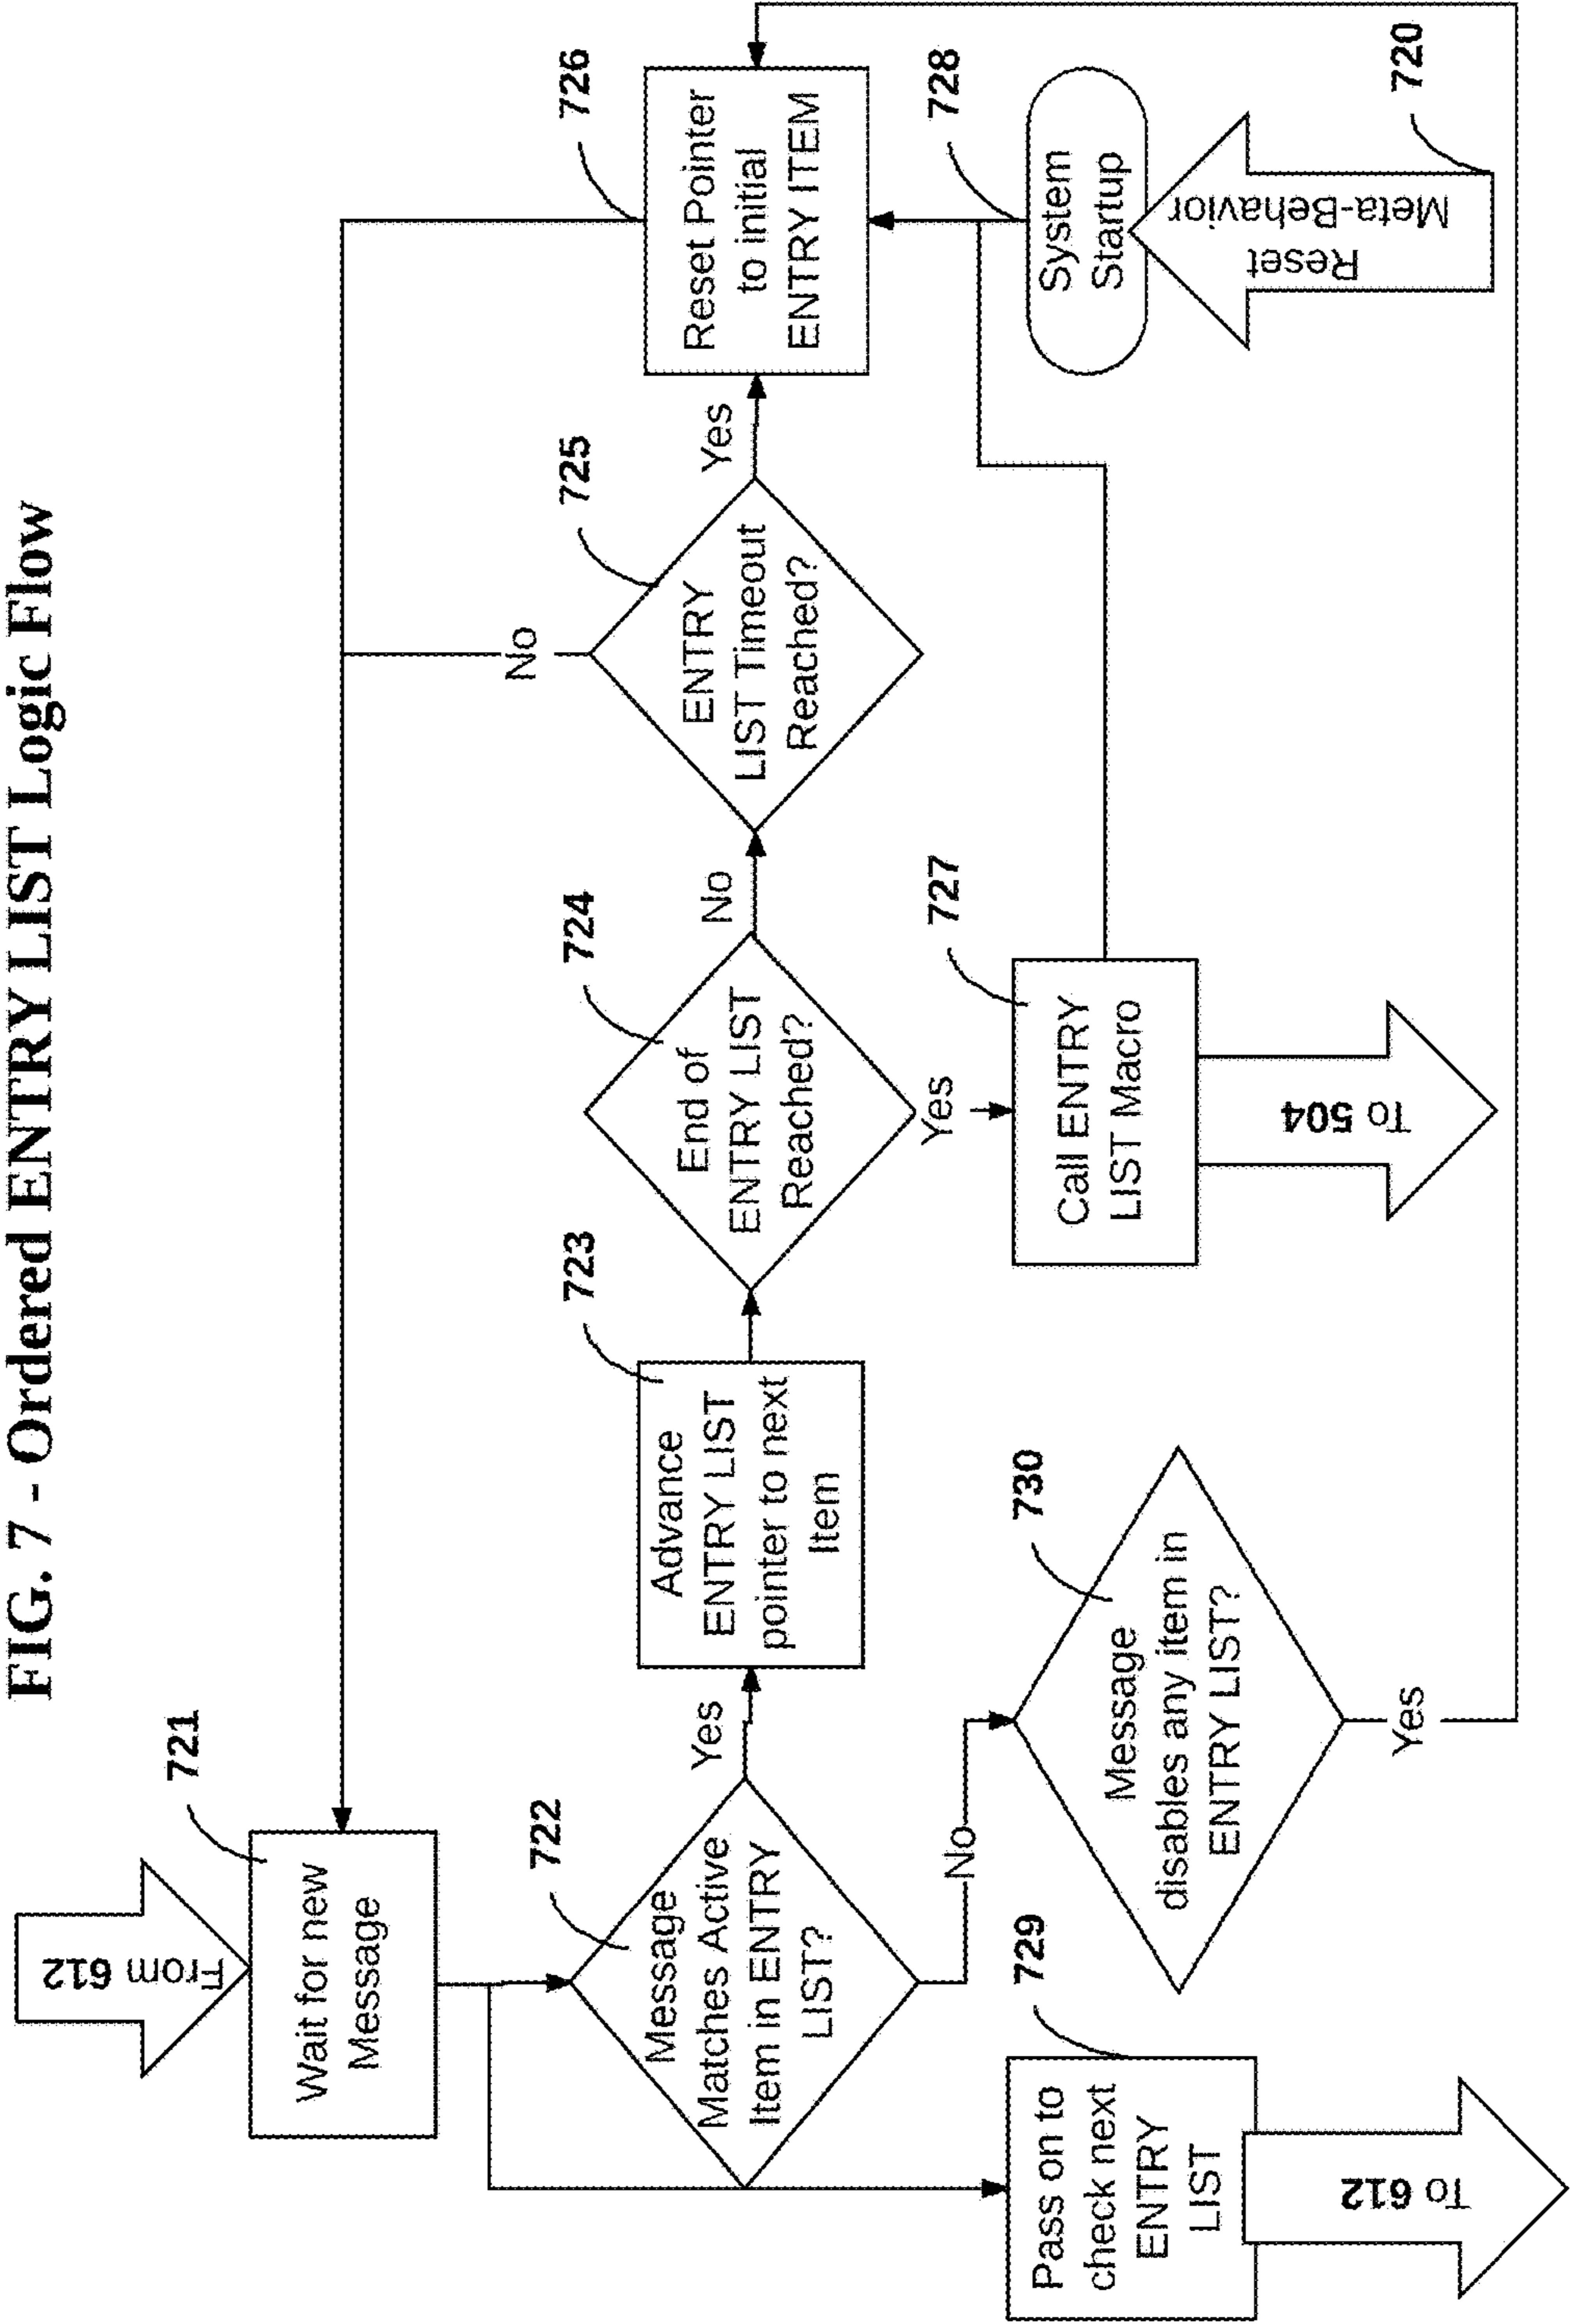 FIG. 7 - Ordered ENTRY LIST Logic Flow
From 612
721
Wait for new
Message
722
Message
Matches Active
Item in ENTRY
LIST?
Yes
No
723
Advance
ENTRY LIST
pointer to next
Item
724
End of
ENTRY LIST
Reached?
No
Yes
725
ENTRY
LIST Timeout
Reached?
No
Yes
726
Reset Pointer
to initial
ENTRY ITEM
727
Call ENTRY
LIST Macro
To 504
728
System
Startup
Reset
Meta-Behavior
720
729
Pass on to
check next
ENTRY
LIST
To 612
730
Message
disables any item in
ENTRY LIST?
Yes